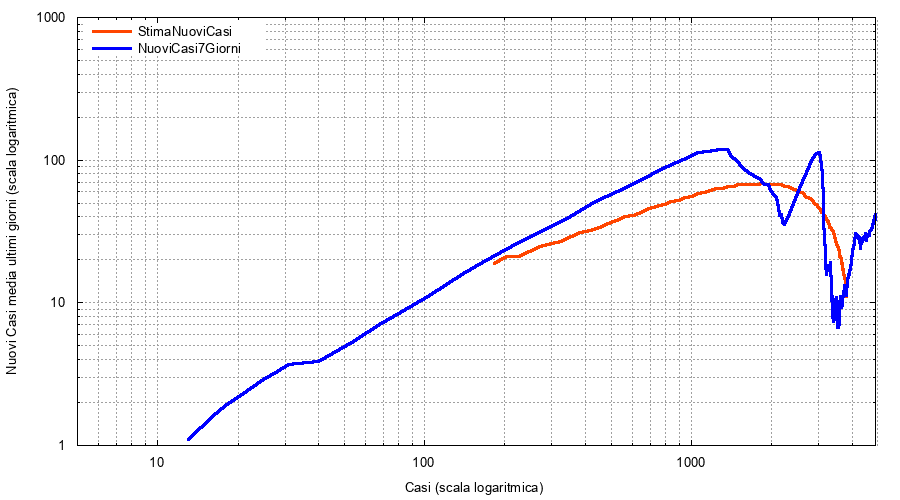 1000
StimaNuoviCasi
NuoviCasi7Giorni
100
10
1
Nuovi Casi media ultimi giorni (scala logaritmica)
10 100 1000
Casi (scala logaritmica)